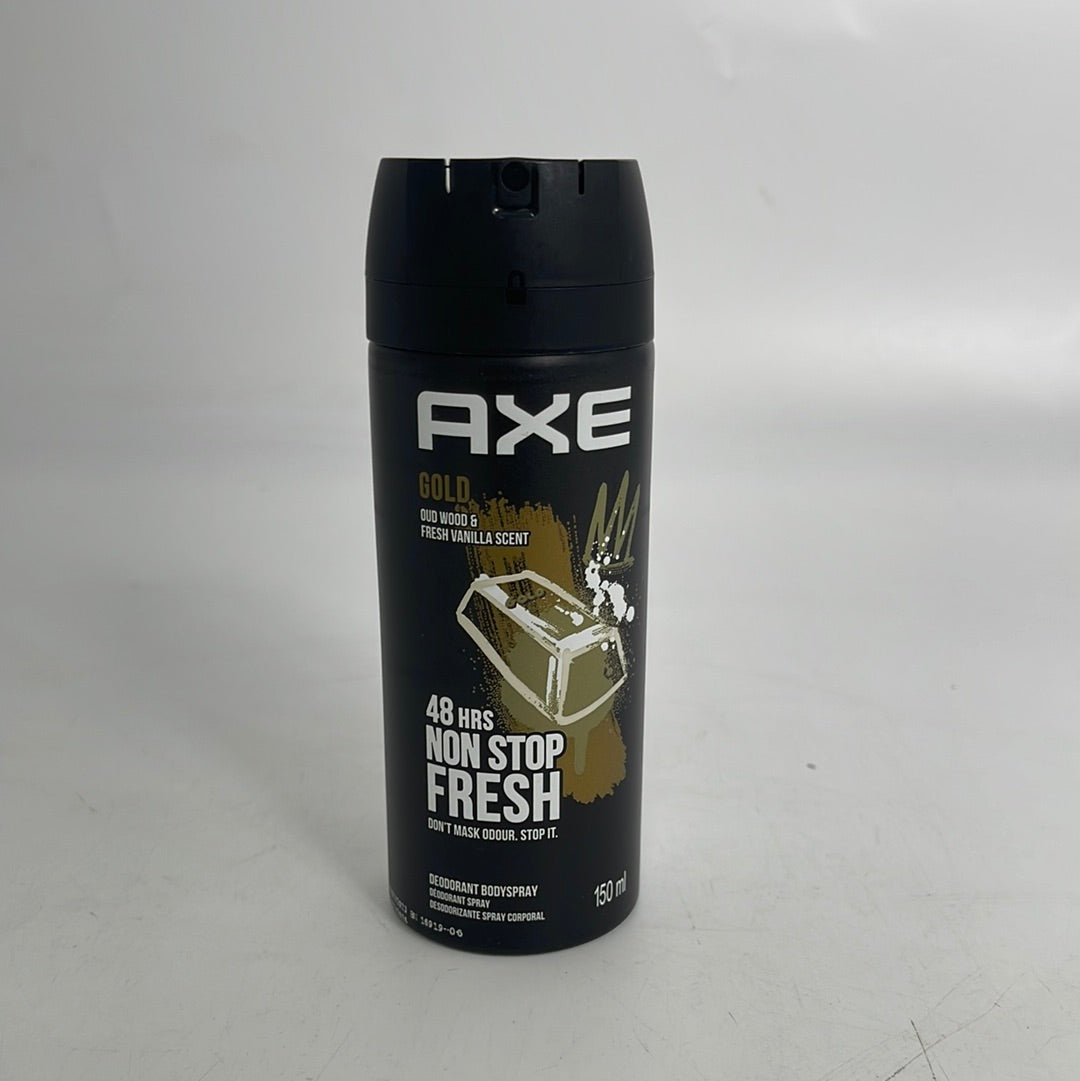 AXE
GOLD
OUD WOOD &
FRESH VANILLA SCENT
48 HRS
NON STOP
FRESH
DON'T MASK ODOUR. STOP IT.
DEODORANT BODYSPRAY
DEODORANT SPRAY
DESODORIZANTE SPRAY CORPORAL
150 ml